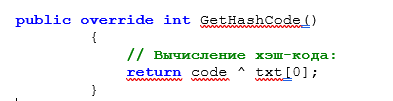 public override int GetHashCode()
{
// Вычисление хэш-кода:
return code ^ txt[0];
}